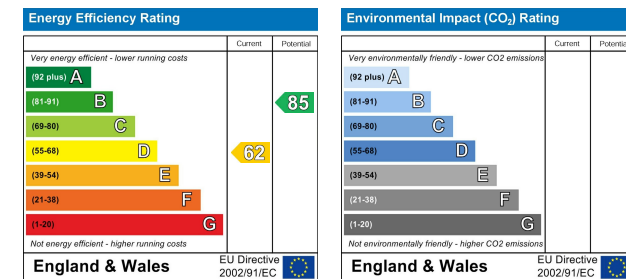 Energy Efficiency Rating
Current Potential
Very energy efficient - lower running costs
(92 plus) A
(81-91) B
85
(69-80) C
(55-68) D
62
(39-54) E
(21-38) F
(1-20) G
Not energy efficient - higher running costs
England & Wales
EU Directive
2002/91/EC
Environmental Impact (CO₂) Rating
Current Potential
Very environmentally friendly - lower CO2 emissions
(92 plus) A
(81-91) B
(69-80) C
(55-68) D
(39-54) E
(21-38) F
(1-20) G
Not environmentally friendly - higher CO2 emissions
England & Wales
EU Directive
2002/91/EC